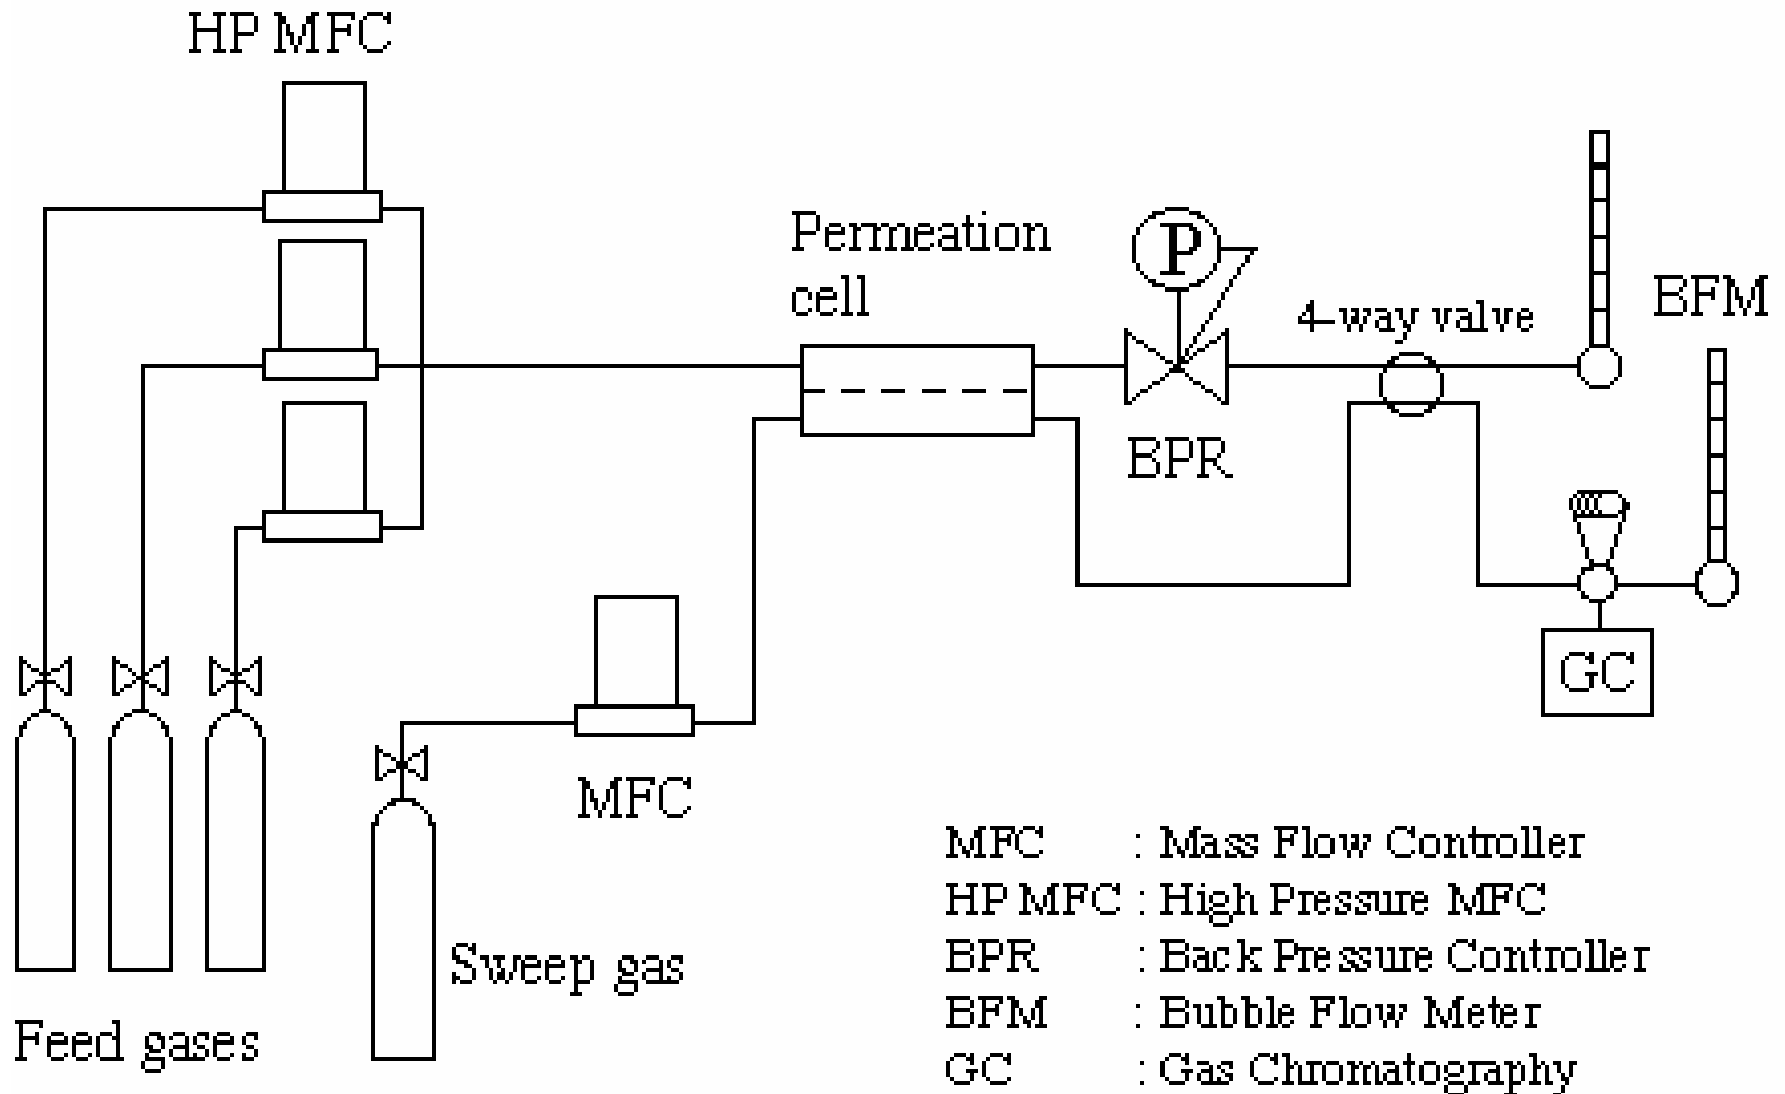 HP MFC
Permeation
cell
P
4-way valve
BFM
BPR
GC
MFC
Sweep gas
Feed gases
MFC : Mass Flow Controller
HP MFC : High Pressure MFC
BPR : Back Pressure Controller
BFM : Bubble Flow Meter
GC : Gas Chromatography